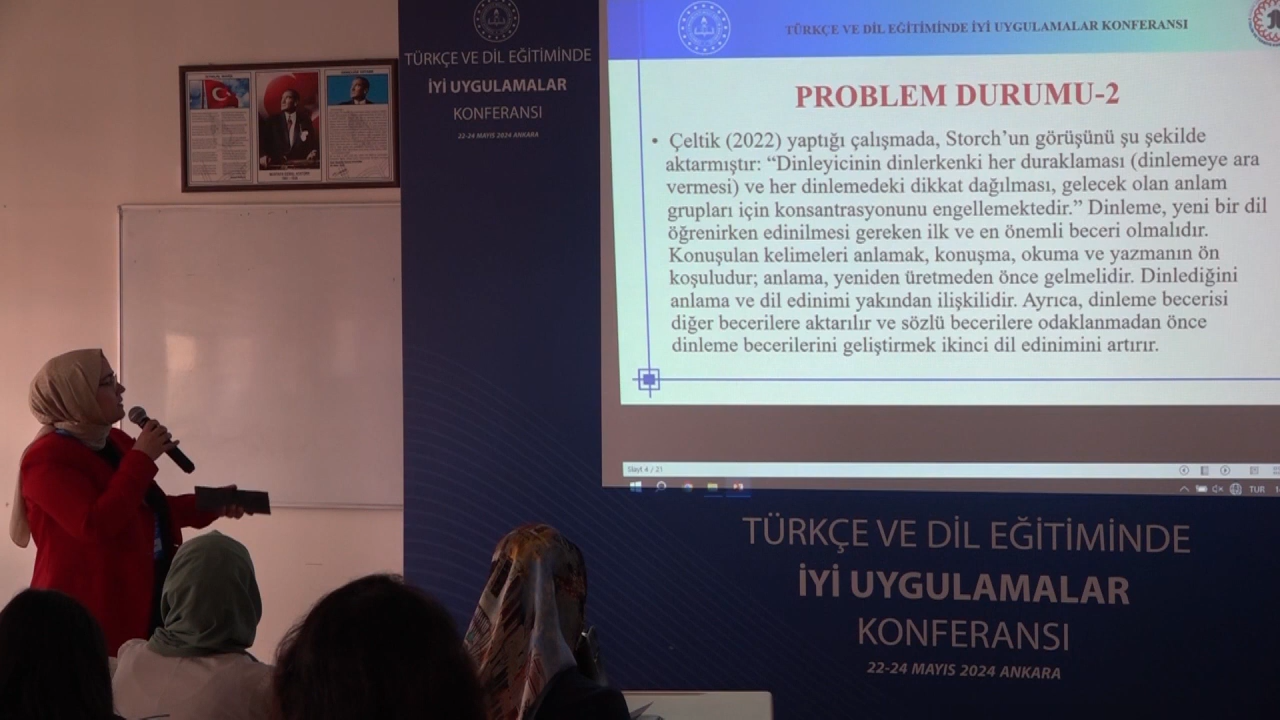 TÜRKÇE VE DİL EĞİTİMİNDE
İYİ UYGULAMALAR
KONFERANSI
22-24 MAYIS 2024 ANKARA
TÜRKÇE VE DİL EĞİTİMİNDE İYİ UYGULAMALAR KONFERANSI
PROBLEM DURUMU-2
• Çeltik (2022) yaptığı çalışmada, Storch’un görüşünü şu şekilde
aktarmıştır: “Dinleyicinin dinlerkenki her duraklaması (dinlemeye ara
vermesi) ve her dinlemedeki dikkat dağılması, gelecek olan anlam
grupları için konsantrasyonunu engellemektedir.” Dinleme, yeni bir dil
öğrenirken edinilmesi gereken ilk ve en önemli beceri olmalıdır.
Konuşulan kelimeleri anlamak, konuşma, okuma ve yazmanın ön
koşuludur; anlama, yeniden üretmeden önce gelmelidir. Dinlediğini
anlama ve dil edinimi yakından ilişkilidir. Ayrıca, dinleme becerisi
diğer becerilere aktarılır ve sözlü becerilere odaklanmadan önce
dinleme becerilerini geliştirmek ikinci dil edinimini artırır.
Slayt 4 / 21
TUR
TÜRKÇE VE DİL EĞİTİMİNDE
İYİ UYGULAMALAR
KONFERANSI
22-24 MAYIS 2024 ANKARA